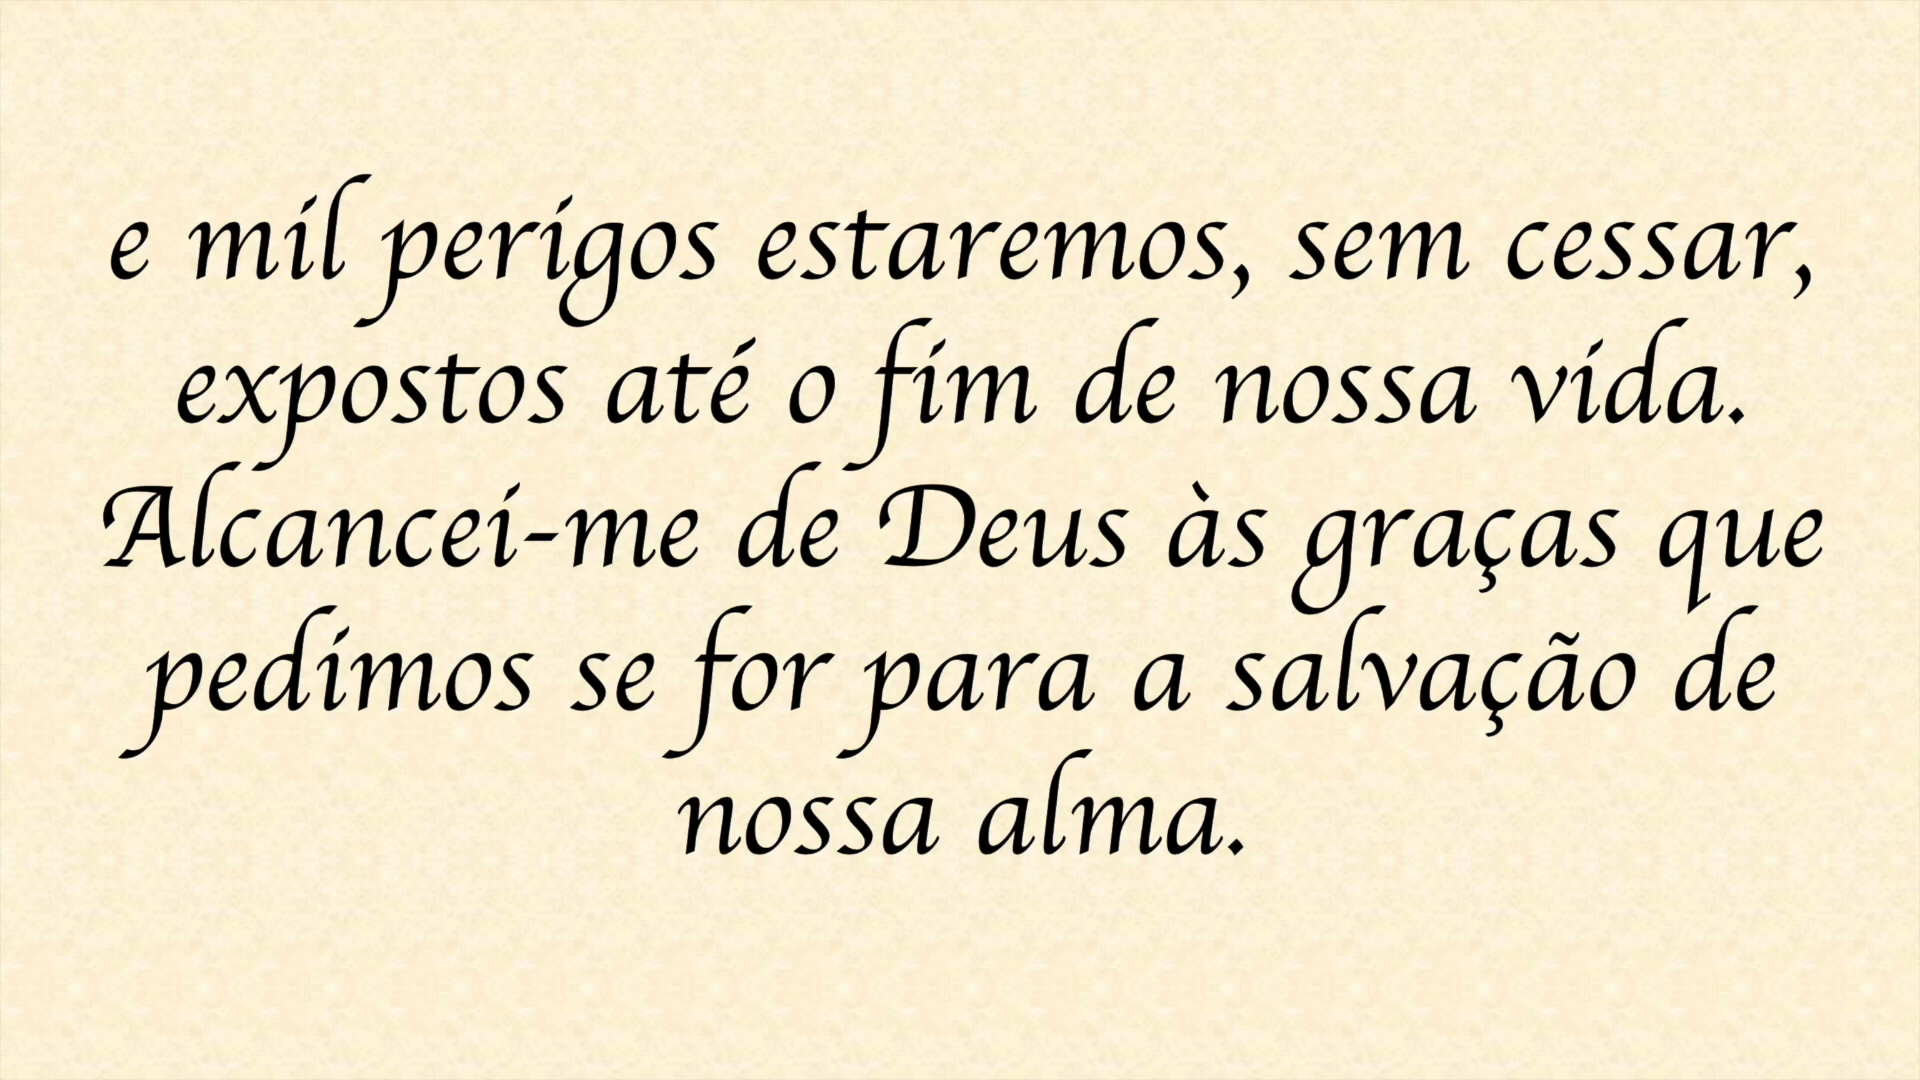 e mil perigos estaremos, sem cessar,
expostos até o fim de nossa vida.
Alcancei-me de Deus às graças que
pedimos se for para a salvação de
nossa alma.